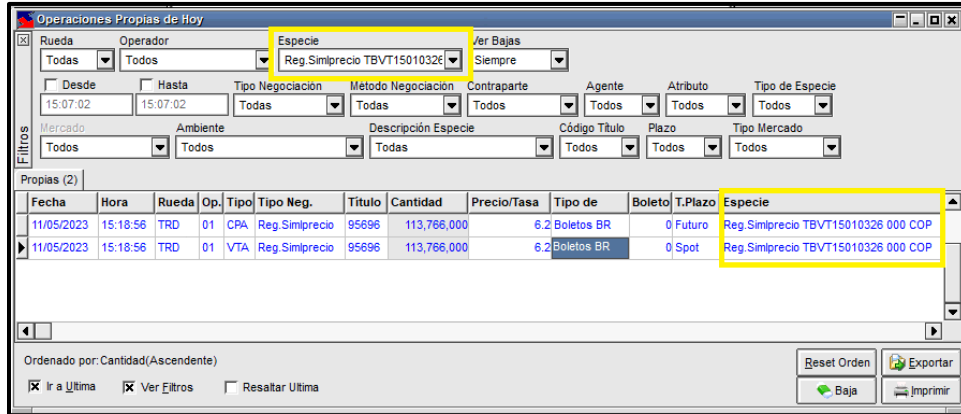 Operaciones Propias de Hoy
Rueda Operador Especie Ver Bajas
Todas Todos Reg.Simlprecio TBVT15010326 Siempre
Desde Hasta Tipo Negociación Método Negociación Contraparte Agente Atributo Tipo de Especie
15:07:02 15:07:02 Todas Todas Todos Todos Todos Todos
Mercado Ambiente Descripción Especie Código Título Plazo Tipo Mercado
Todos Todos Todas Todos Todos Todos
Filtros
Propias (2)
Fecha Hora Rueda Op. Tipo Tipo Neg. Título Cantidad Precio/Tasa Tipo de Boleto T.Plazo Especie
11/05/2023 15:18:56 TRD 01 CPA Reg.Simlprecio 95696 113,766,000 6.2 Boletos BR 0 Futuro Reg.Simlprecio TBVT15010326 000 COP
11/05/2023 15:18:56 TRD 01 VTA Reg.Simlprecio 95696 113,766,000 6.2 Boletos BR 0 Spot Reg.Simlprecio TBVT15010326 000 COP
Ordenado por: Cantidad(Ascendente)
Reset Orden Exportar
Ir a Ultima Ver Filtros Resaltar Ultima Baja Imprimir